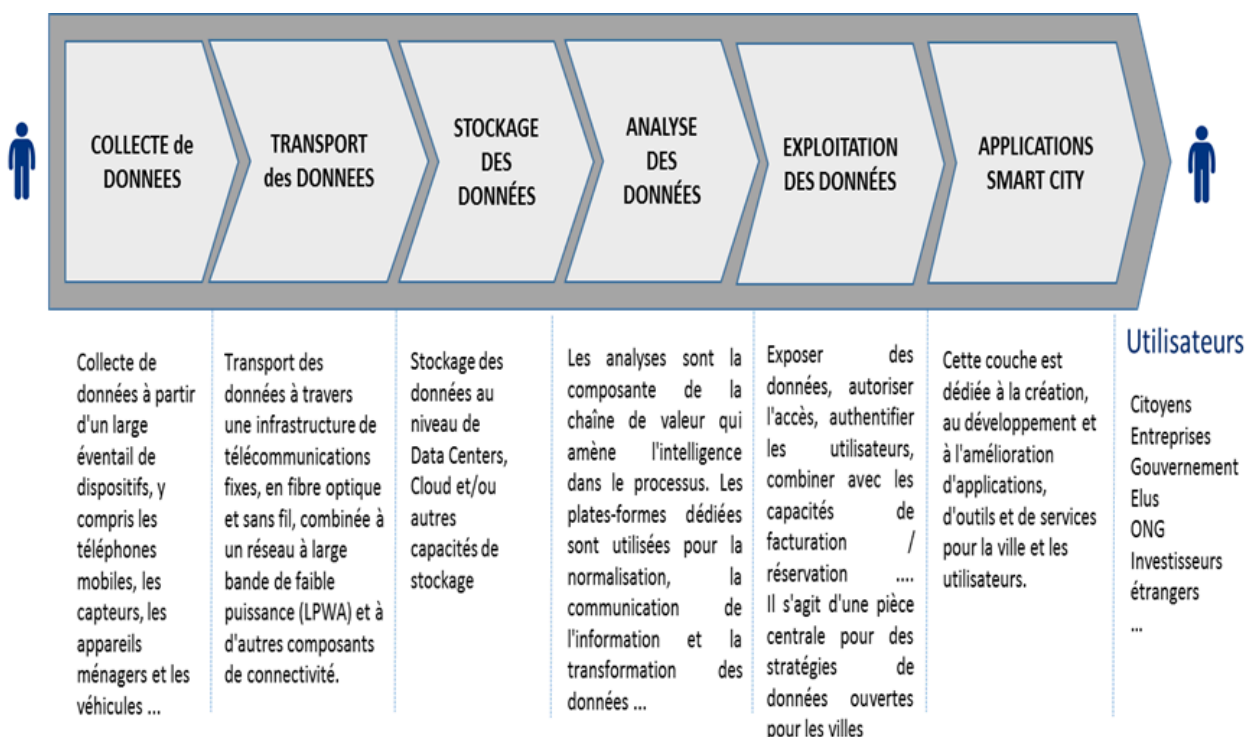 COLLECTE de
DONNEES
TRANSPORT
des DONNEES
STOCKAGE
DES
DONNÉES
ANALYSE
DES
DONNÉES
EXPLOITATION
DES DONNÉES
APPLICATIONS
SMART CITY
Collecte de
données à partir
d'un large
éventail de
dispositifs, y
compris les
téléphones
mobiles, les
capteurs, les
appareils
ménagers et les
véhicules ...
Transport des
données à travers
une infrastructure de
télécommunications
fixes, en fibre optique
et sans fil, combinée à
un réseau à large
bande de faible
puissance (LPWA) et à
d'autres composants
de connectivité.
Stockage des
données au
niveau de
Data Centers,
Cloud et/ou
autres
capacités de
stockage
Les analyses sont la
composante de la
chaîne de valeur qui
amène l'intelligence
dans le processus. Les
plates-formes dédiées
sont utilisées pour la
normalisation, la
communication de
l'information et la
transformation des
données ...
Exposer des
données, autoriser
l'accès, authentifier
les utilisateurs,
combiner avec les
capacités de
facturation /
réservation ....
Il s'agit d'une pièce
centrale pour des
stratégies de
données ouvertes
pour les villes
Cette couche est
dédiée à la création,
au développement et
à l'amélioration
d'applications,
d'outils et de services
pour la ville et les
utilisateurs.
Utilisateurs
Citoyens
Entreprises
Gouvernement
Elus
ONG
Investisseurs
étrangers
...